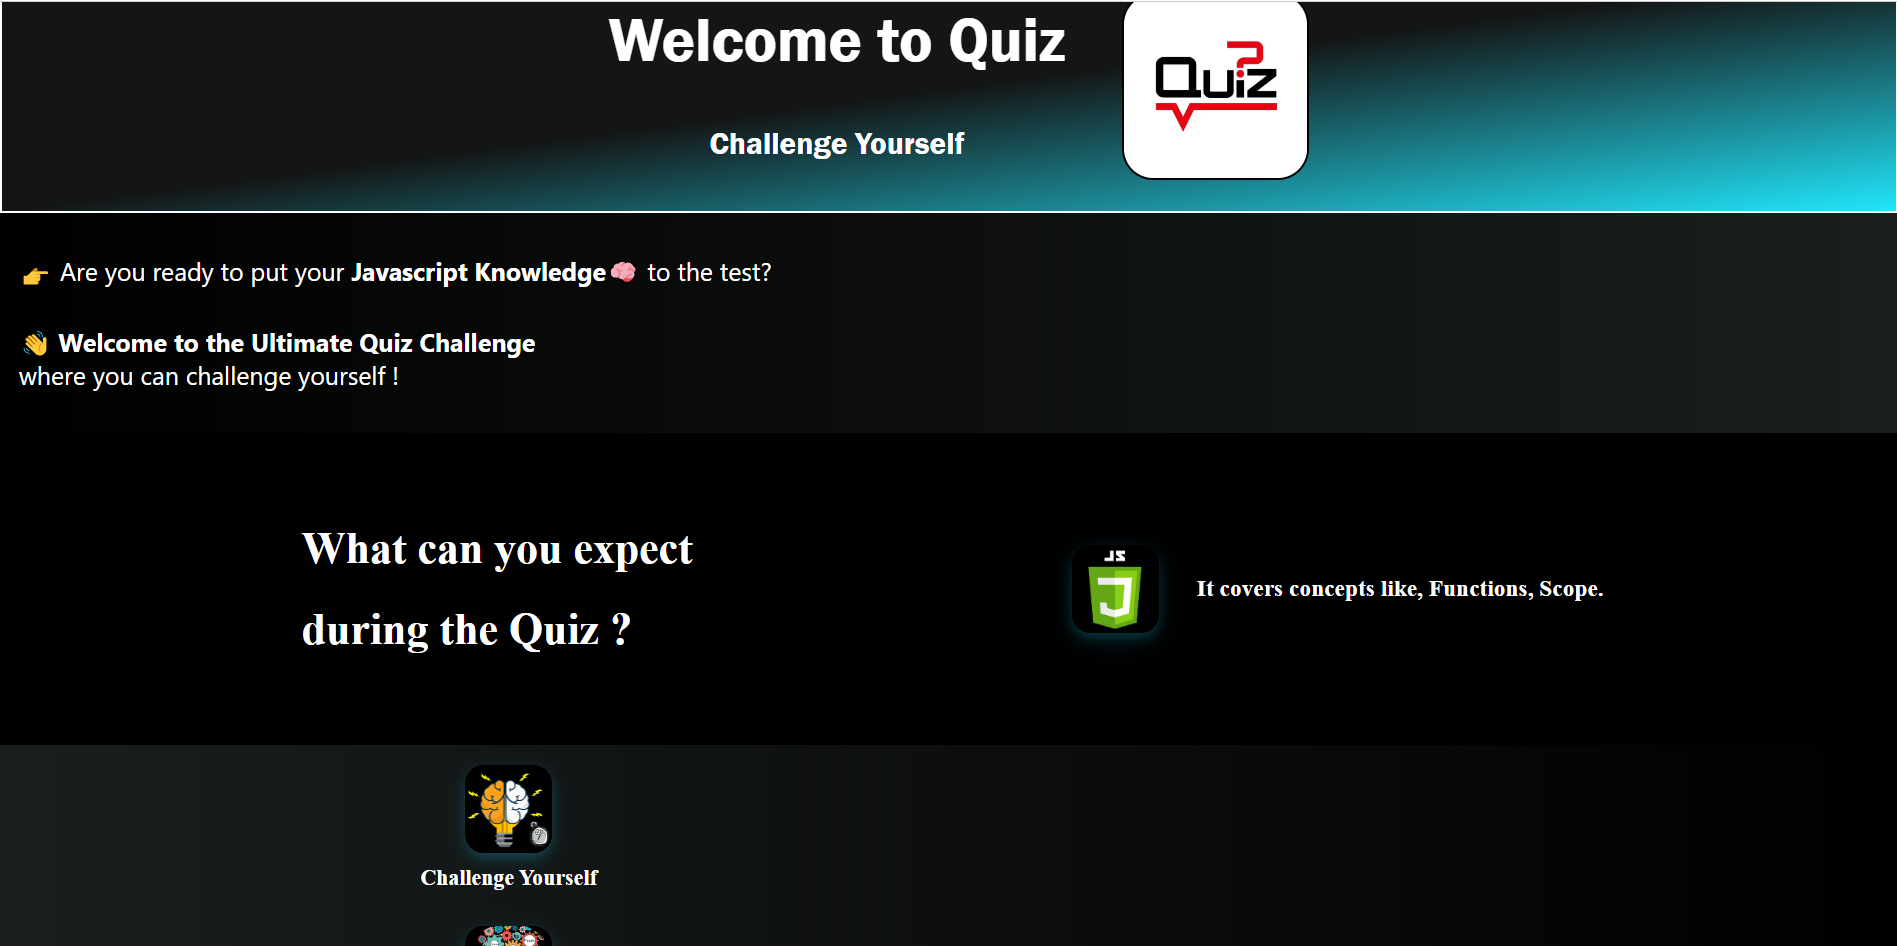 Welcome to Quiz
Quiz
Challenge Yourself
👉 Are you ready to put your Javascript Knowledge🧠 to the test?
👋 Welcome to the Ultimate Quiz Challenge
where you can challenge yourself !
What can you expect
during the Quiz ?
JS
J
It covers concepts like, Functions, Scope.
Challenge Yourself